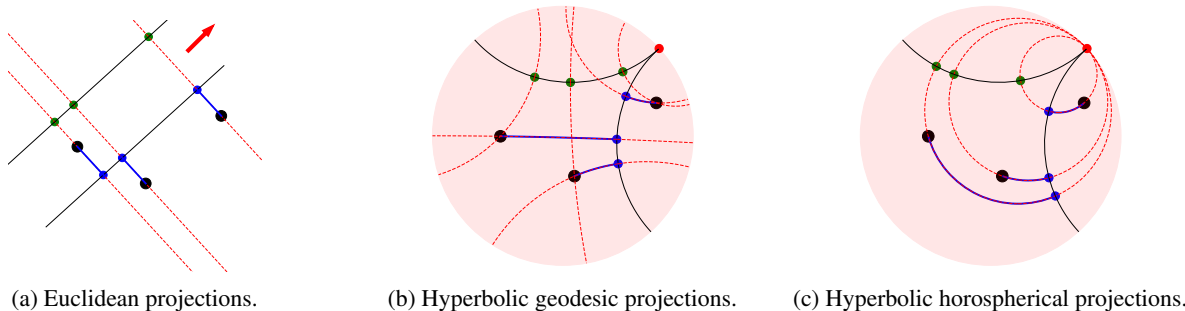 (a) Euclidean projections.
(b) Hyperbolic geodesic projections.
(c) Hyperbolic horospherical projections.